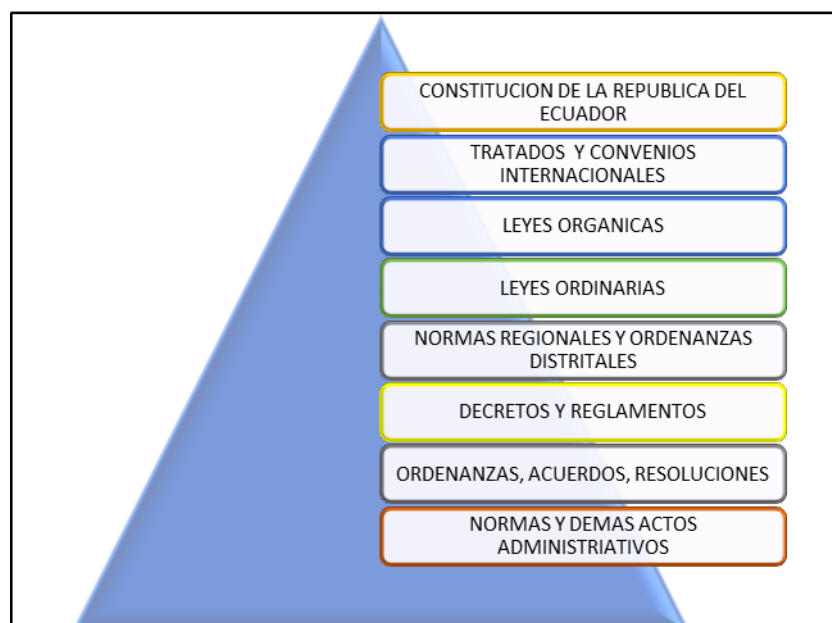 CONSTITUCION DE LA REPUBLICA DEL
ECUADOR
TRATADOS Y CONVENIOS
INTERNACIONALES
LEYES ORGANICAS
LEYES ORDINARIAS
NORMAS REGIONALES Y ORDENANZAS
DISTRITALES
DECRETOS Y REGLAMENTOS
ORDENANZAS, ACUERDOS, RESOLUCIONES
NORMAS Y DEMAS ACTOS
ADMINISTRIATIVOS